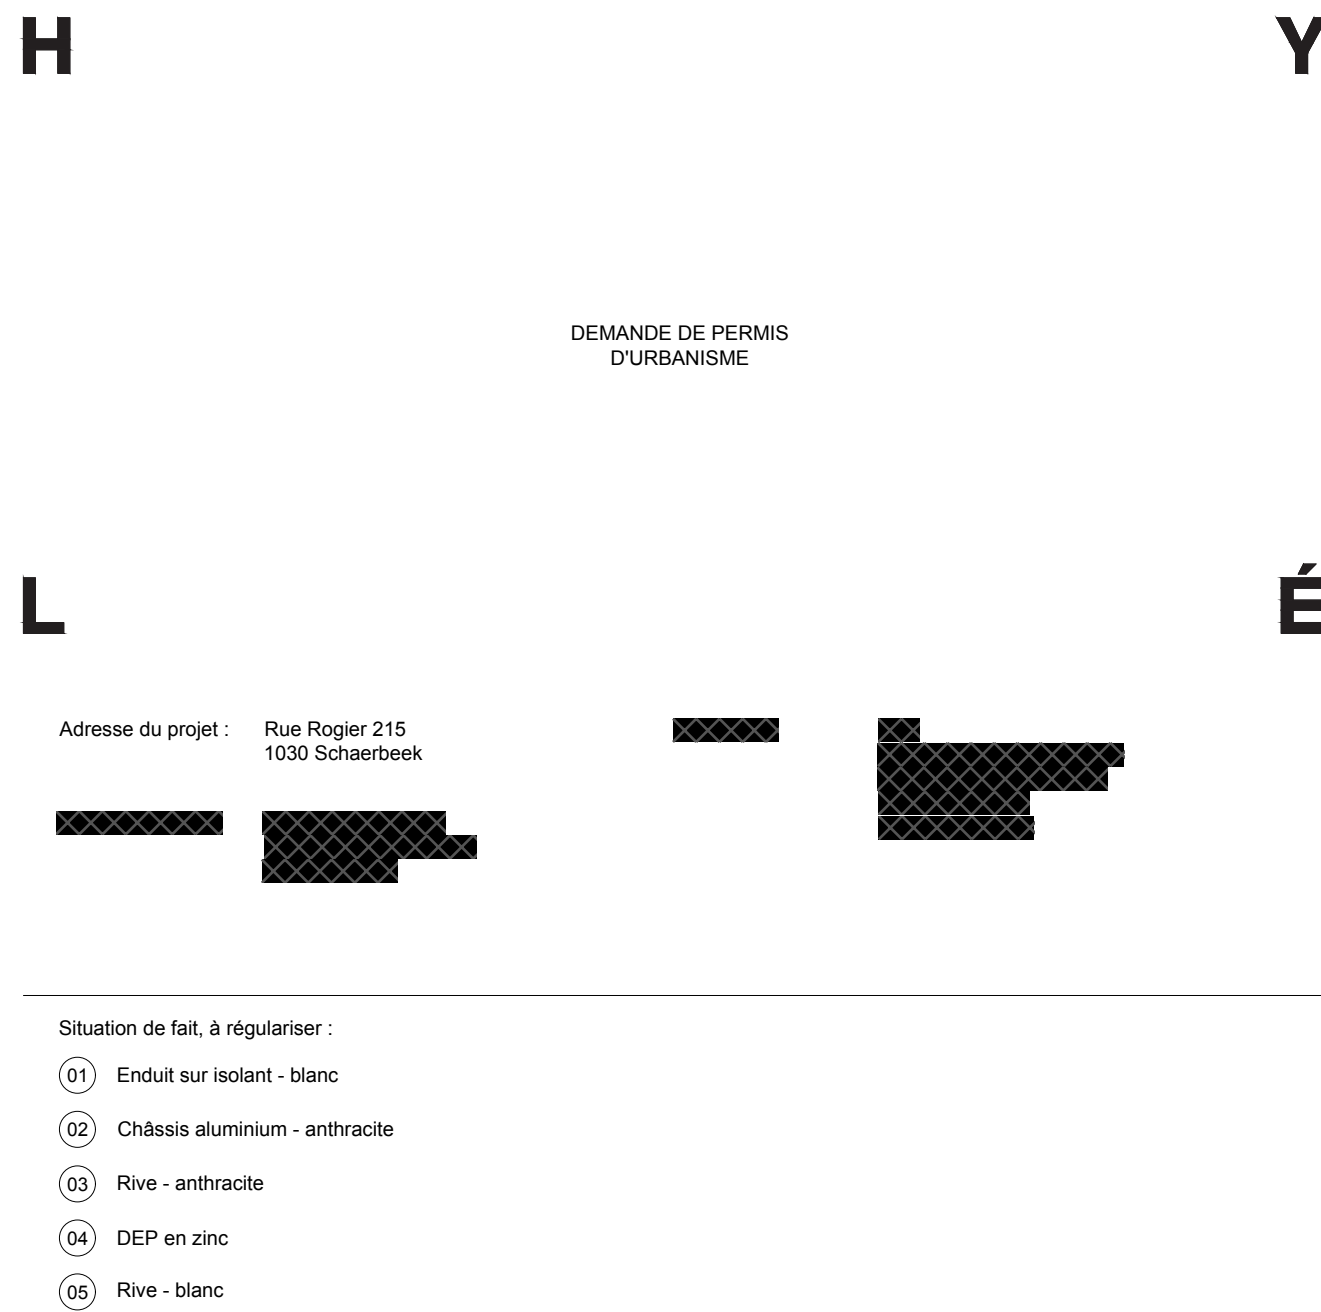 H Y
DEMANDE DE PERMIS
D'URBANISME
L É
Adresse du projet : Rue Rogier 215
1030 Schaerbeek
Situation de fait, à régulariser :
01 Enduit sur isolant - blanc
02 Châssis aluminium - anthracite
03 Rive - anthracite
04 DEP en zinc
05 Rive - blanc